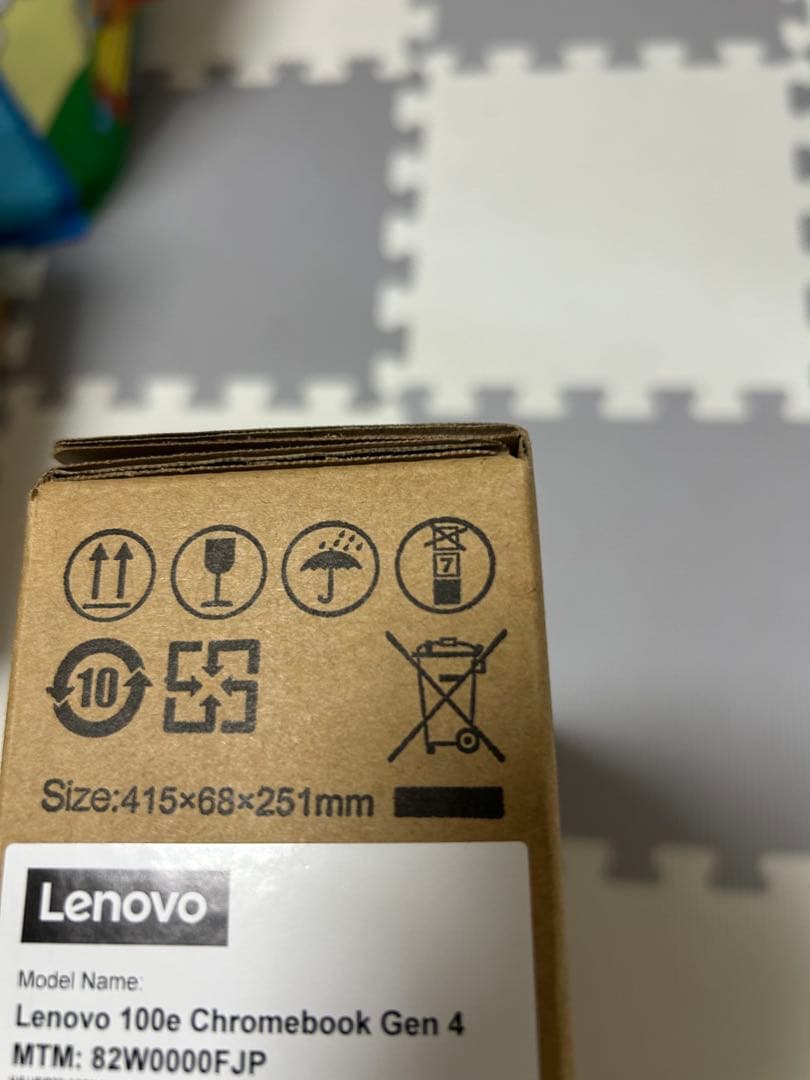 7
10
Size:415×68×251mm
Lenovo
Model Name:
Lenovo 100e Chromebook Gen 4
MTM: 82W0000FJP